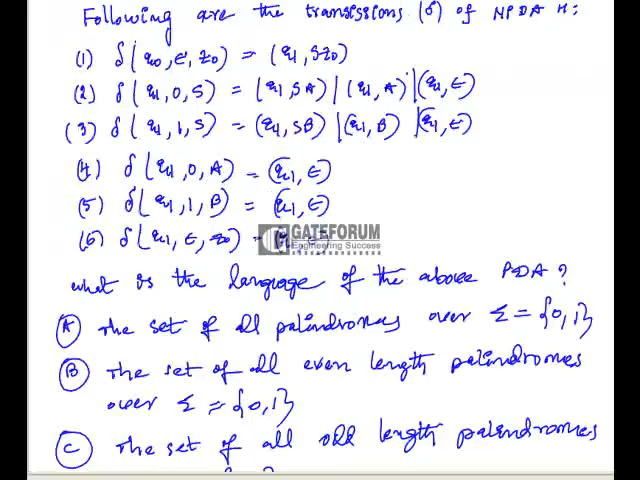 Following are the transissions (δ) of NPDA M:
(1) δ(q0, ϵ, z0) = (q1, Sz0)
(2) δ(q1, 0, S) = (q1, SA) | (q1, A) | (q1, ϵ)
(3) δ(q1, 1, S) = (q1, SB) | (q1, B) | (q1, ϵ)
(4) δ(q1, 0, A) = (q1, ϵ)
(5) δ(q1, 1, B) = (q1, ϵ)
(6) δ(q1, ϵ, z0) =
GATEFORUM
Engineering Success
what is the language of the above PDA?
(A) The set of all palindromes over Σ = {0,1}
(B) The set of all even length palindromes
over Σ = {0,1}
(C) The set of all odd length palindromes